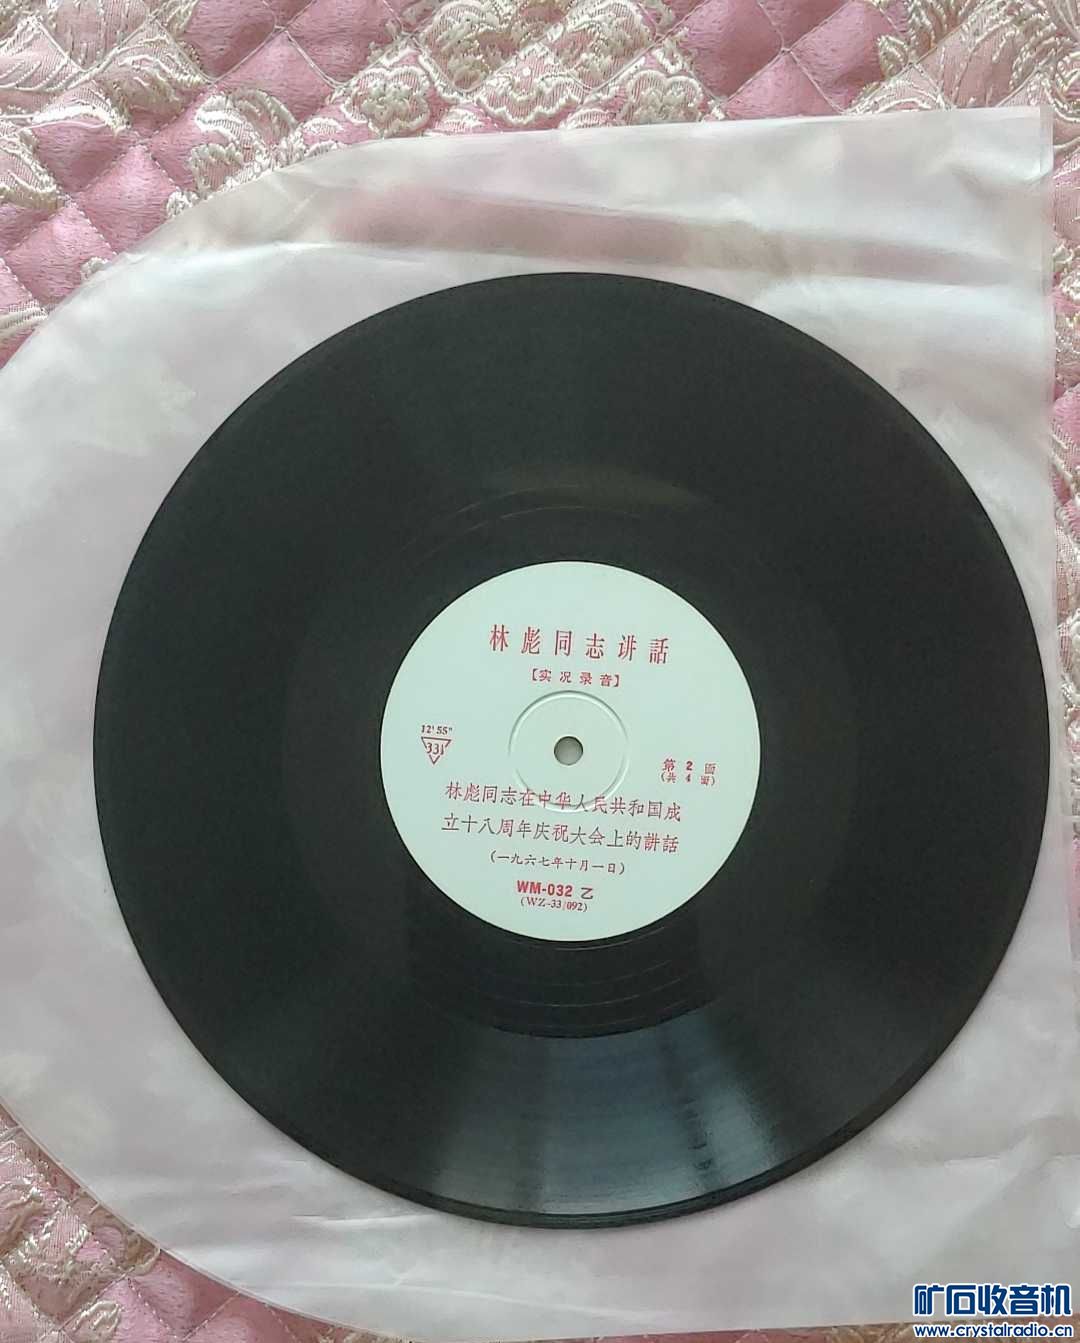 林彪同志讲話
【实况录音】
12'55"
33⅓
第2面
(共4面)
林彪同志在中华人民共和国成
立十八周年庆祝大会上的講話
(一九六七年十月一日)
WM-032 乙
(WZ-33/092)
矿石收音机
www.crystalradio.cn